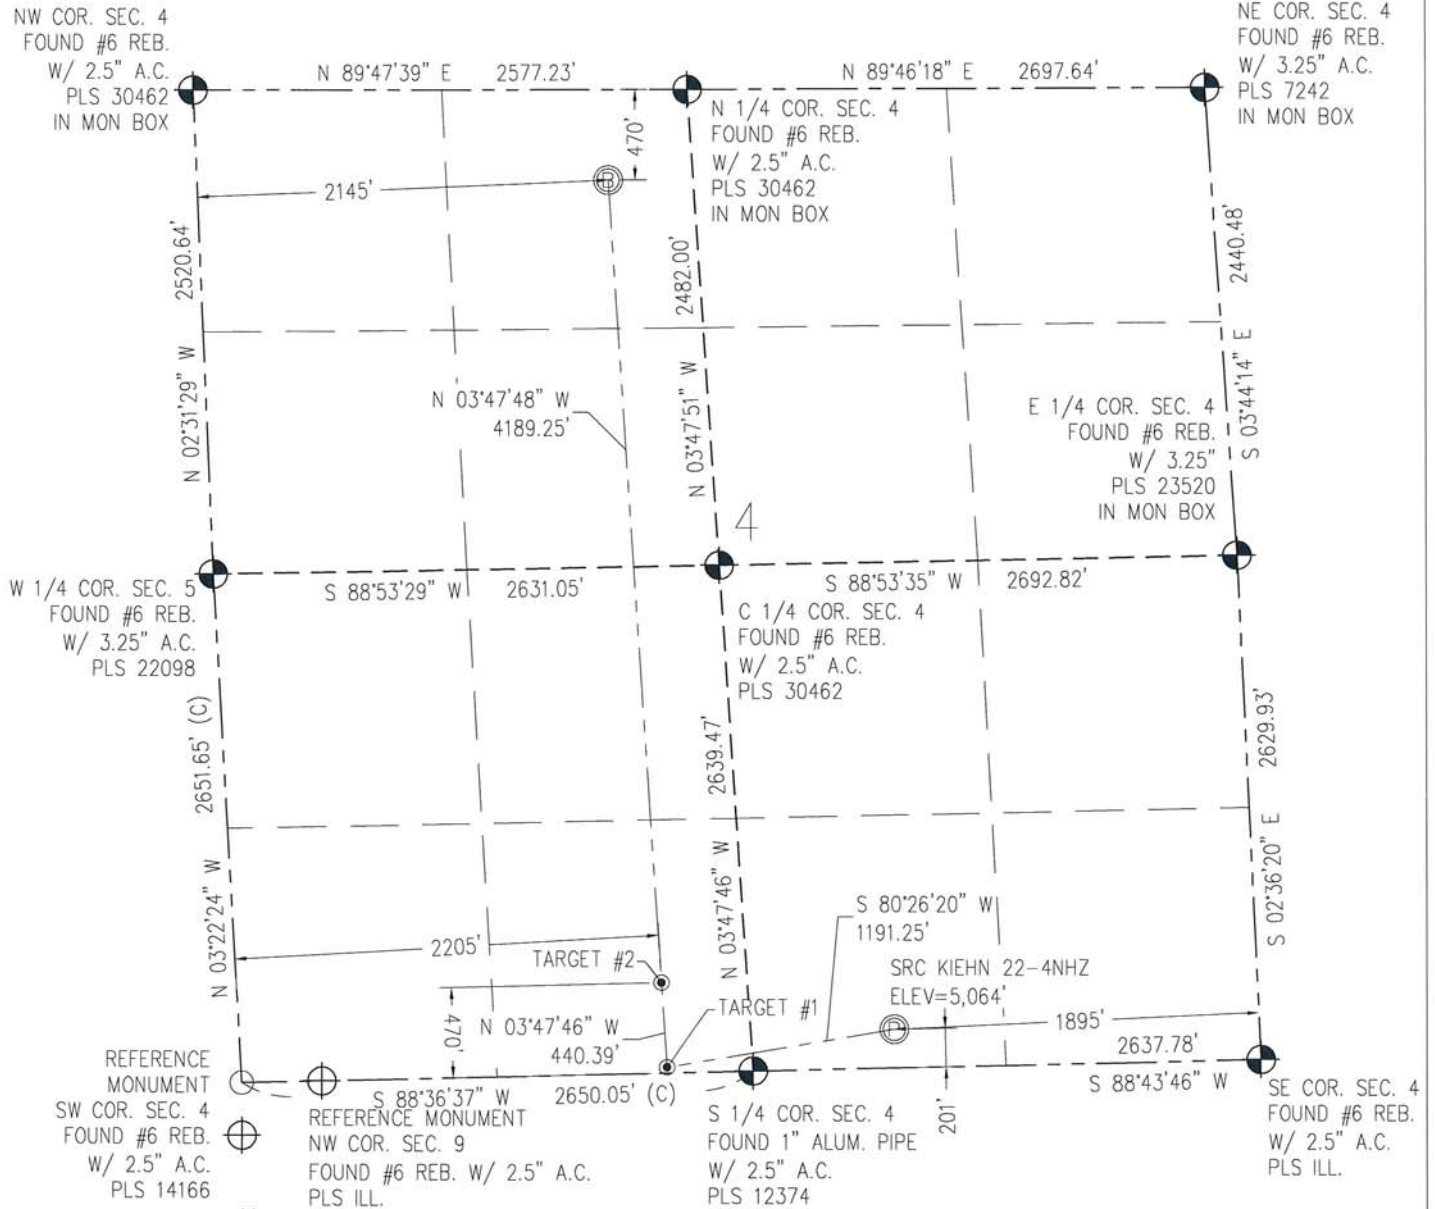 NW COR. SEC. 4
FOUND #6 REB.
W/ 2.5" A.C.
PLS 30462
IN MON BOX
N 89°47'39" E 2577.23'
N 89°46'18" E 2697.64'
NE COR. SEC. 4
FOUND #6 REB.
W/ 3.25" A.C.
PLS 7242
IN MON BOX
N 1/4 COR. SEC. 4
FOUND #6 REB.
W/ 2.5" A.C.
PLS 30462
IN MON BOX
470'
B
2145'
2520.64'
N 02°31'29" W
2482.00'
N 03°47'51" W
2440.48'
S 03°44'14" E
N 03°47'48" W
4189.25'
E 1/4 COR. SEC. 4
FOUND #6 REB.
W/ 3.25"
PLS 23520
IN MON BOX
4
W 1/4 COR. SEC. 5
FOUND #6 REB.
W/ 3.25" A.C.
PLS 22098
S 88°53'29" W 2631.05'
S 88°53'35" W 2692.82'
C 1/4 COR. SEC. 4
FOUND #6 REB.
W/ 2.5" A.C.
PLS 30462
2651.65' (C)
N 03°22'24" W
2639.47'
N 03°47'46" W
2629.93'
S 02°36'20" E
S 80°26'20" W
1191.25'
2205'
TARGET #2
SRC KIEHN 22-4NHZ
ELEV=5,064'
TARGET #1
470'
N 03°47'46" W
440.39'
1895'
2637.78'
S 88°43'46" W
201'
REFERENCE
MONUMENT
SW COR. SEC. 4
FOUND #6 REB.
W/ 2.5" A.C.
PLS 14166
S 88°36'37" W 2650.05' (C)
REFERENCE MONUMENT
NW COR. SEC. 9
FOUND #6 REB. W/ 2.5" A.C.
PLS ILL.
S 1/4 COR. SEC. 4
FOUND 1" ALUM. PIPE
W/ 2.5" A.C.
PLS 12374
SE COR. SEC. 4
FOUND #6 REB.
W/ 2.5" A.C.
PLS ILL.